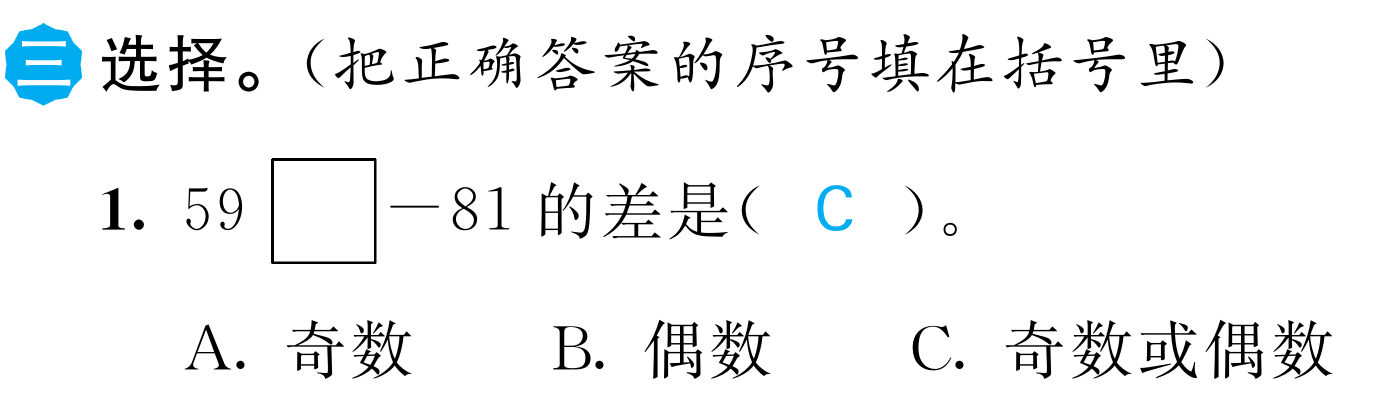 三 选择。（把正确答案的序号填在括号里）
1. 59□－81 的差是( C )。
A. 奇数 B. 偶数 C. 奇数或偶数